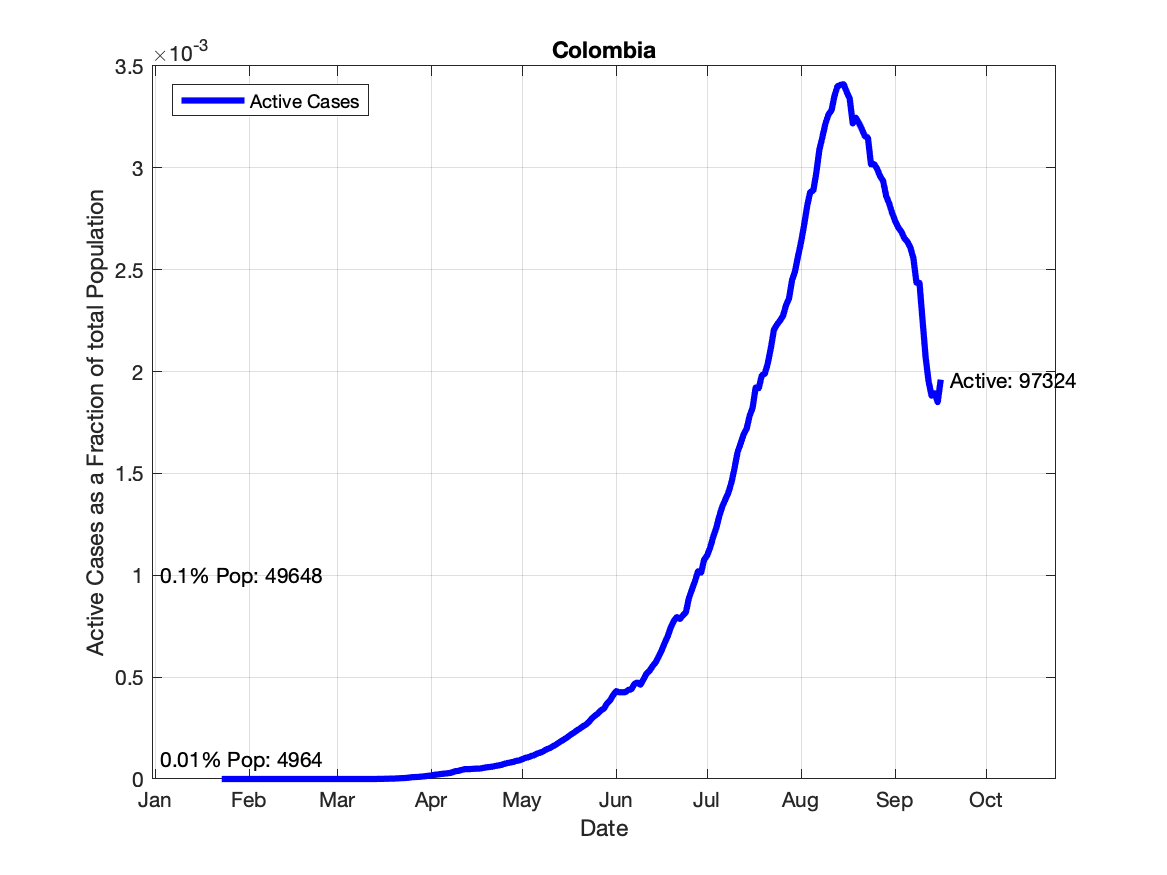 Colombia
×10-3
3.5
3
2.5
2
1.5
1
0.5
0
Active Cases as a Fraction of total Population
Active Cases
Active: 97324
0.1% Pop: 49648
0.01% Pop: 4964
Jan Feb Mar Apr May Jun Jul Aug Sep Oct
Date